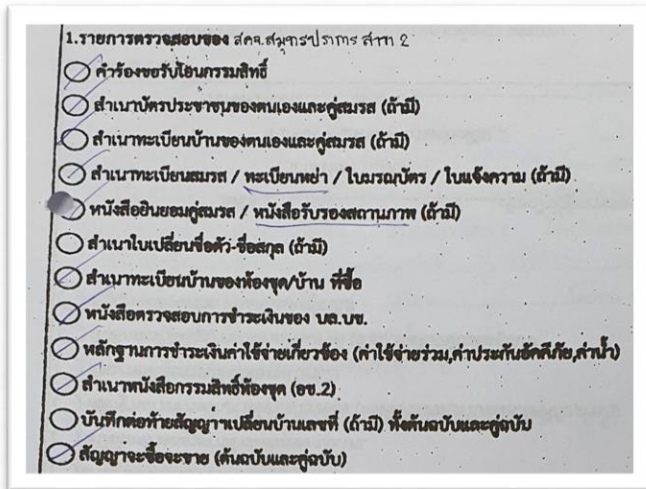 1.รายการตรวจสอบของ สคจ.สมุทรปราการ สาขา 2
คำร้องขอรับโอนกรรมสิทธิ์
สำเนาบัตรประชาชนของตนเองและคู่สมรส (ถ้ามี)
สำเนาทะเบียนบ้านของตนเองและคู่สมรส (ถ้ามี)
สำเนาทะเบียนสมรส / ทะเบียนหย่า / ใบมรณบัตร / ใบแจ้งความ (ถ้ามี)
หนังสือยินยอมคู่สมรส / หนังสือรับรองสถานภาพ (ถ้ามี)
สำเนาใบเปลี่ยนชื่อตัว-ชื่อสกุล (ถ้ามี)
สำเนาทะเบียนบ้านของห้องชุด/บ้าน ที่ซื้อ
หนังสือตรวจสอบการชำระเงินของ บล.บข.
หลักฐานการชำระเงินค่าใช้จ่ายเกี่ยวข้อง (ค่าใช้จ่ายร่วม,ค่าประกันอัคคีภัย,ค่าน้ำ)
สำเนาหนังสือกรรมสิทธิ์ห้องชุด (อช.2)
บันทึกต่อท้ายสัญญาฯเปลี่ยนบ้านเลขที่ (ถ้ามี) ทั้งต้นฉบับและคู่ฉบับ
สัญญาจะซื้อจะขาย (ต้นฉบับและคู่ฉบับ)